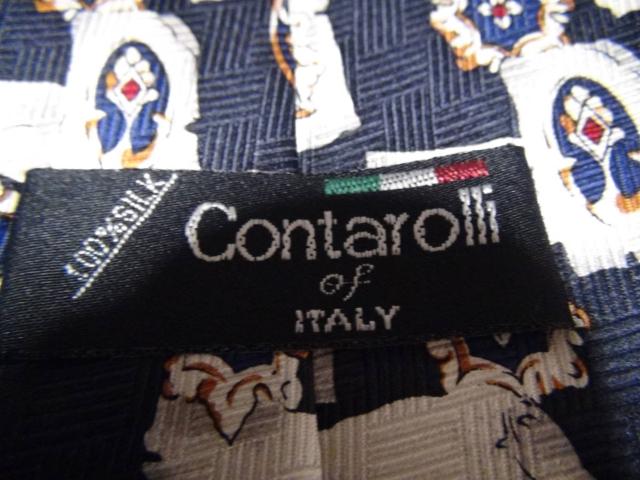 100% SILK
Contarolli
of
ITALY